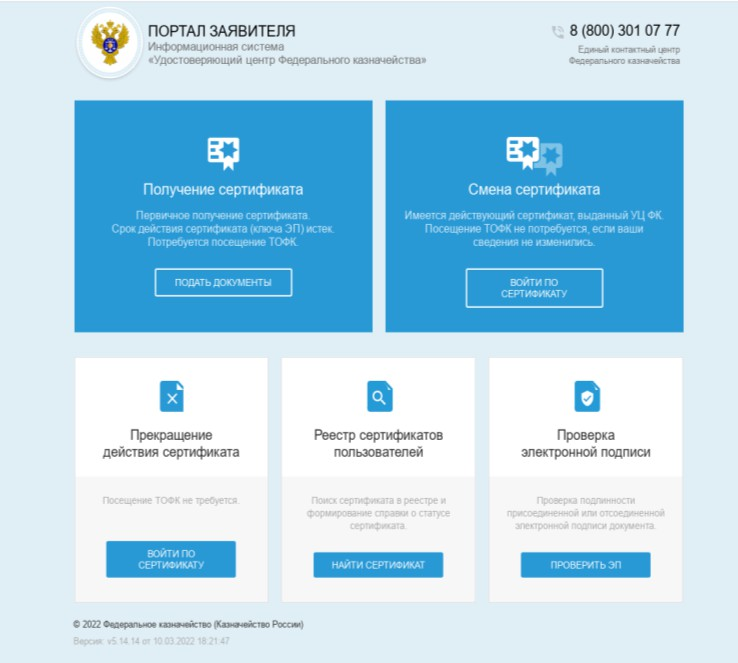 ПОРТАЛ ЗАЯВИТЕЛЯ
Информационная система
«Удостоверяющий центр Федерального казначейства»
8 (800) 301 07 77
Единый контактный центр
Федерального казначейства
Получение сертификата
Первичное получение сертификата.
Срок действия сертификата (ключа ЭП) истек.
Потребуется посещение ТОФК.
ПОДАТЬ ДОКУМЕНТЫ
Смена сертификата
Имеется действующий сертификат, выданный УЦ ФК.
Посещение ТОФК не потребуется, если ваши
сведения не изменились.
ВОЙТИ ПО
СЕРТИФИКАТУ
Прекращение
действия сертификата
Посещение ТОФК не требуется.
ВОЙТИ ПО
СЕРТИФИКАТУ
Реестр сертификатов
пользователей
Поиск сертификата в реестре и
формирование справки о статусе
сертификата.
НАЙТИ СЕРТИФИКАТ
Проверка
электронной подписи
Проверка подлинности
присоединенной или отсоединенной
электронной подписи документа.
ПРОВЕРИТЬ ЭП
© 2022 Федеральное казначейство (Казначейство России)
Версия: v5.14.14 от 10.03.2022 18:21:47